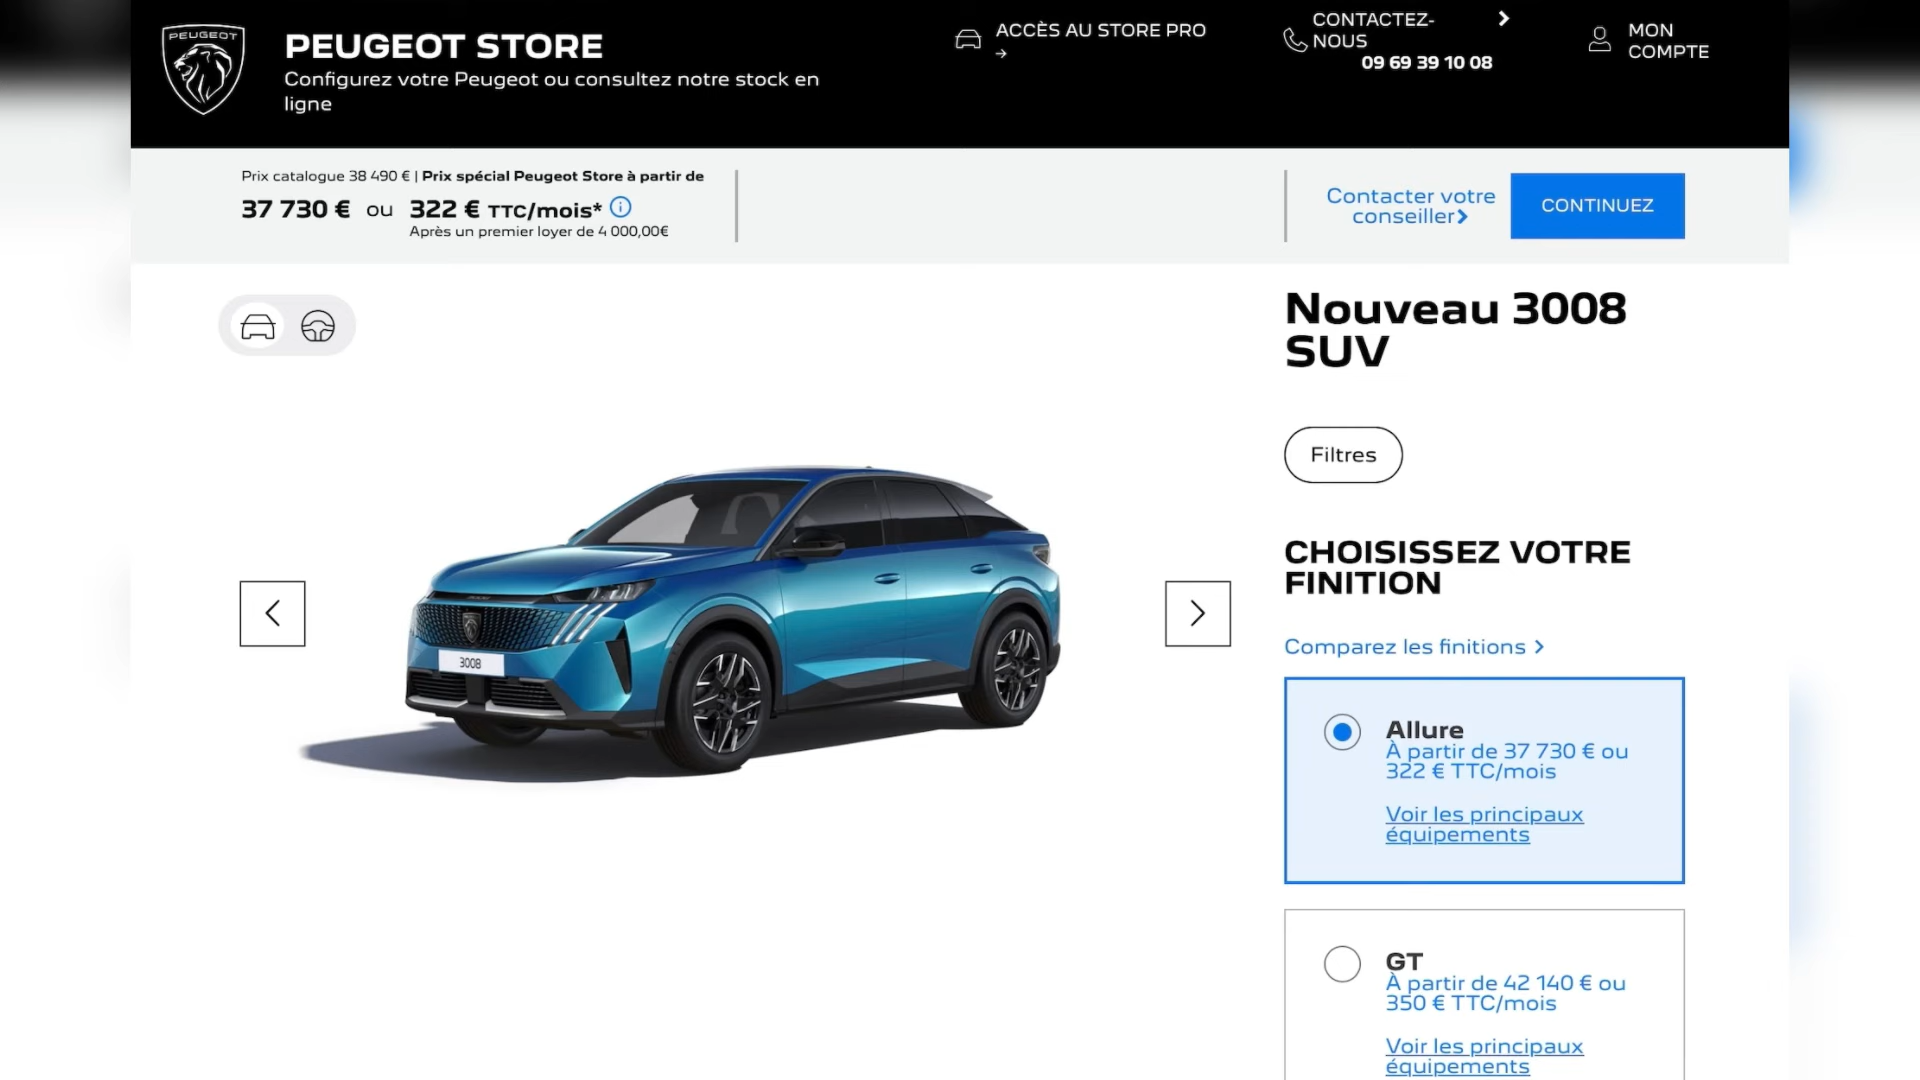 PEUGEOT
PEUGEOT STORE
Configurez votre Peugeot ou consultez notre stock en
ligne
ACCÈS AU STORE PRO
→
CONTACTEZ-
NOUS
09 69 39 10 08
MON
COMPTE
Prix catalogue 38 490 € | Prix spécial Peugeot Store à partir de
37 730 € ou 322 € TTC/mois*
Après un premier loyer de 4 000,00€
Contacter votre
conseiller
CONTINUEZ
Nouveau 3008
SUV
Filtres
CHOISISSEZ VOTRE
FINITION
Comparez les finitions
Allure
À partir de 37 730 € ou
322 € TTC/mois
Voir les principaux
équipements
GT
À partir de 42 140 € ou
350 € TTC/mois
Voir les principaux
équipements
3008